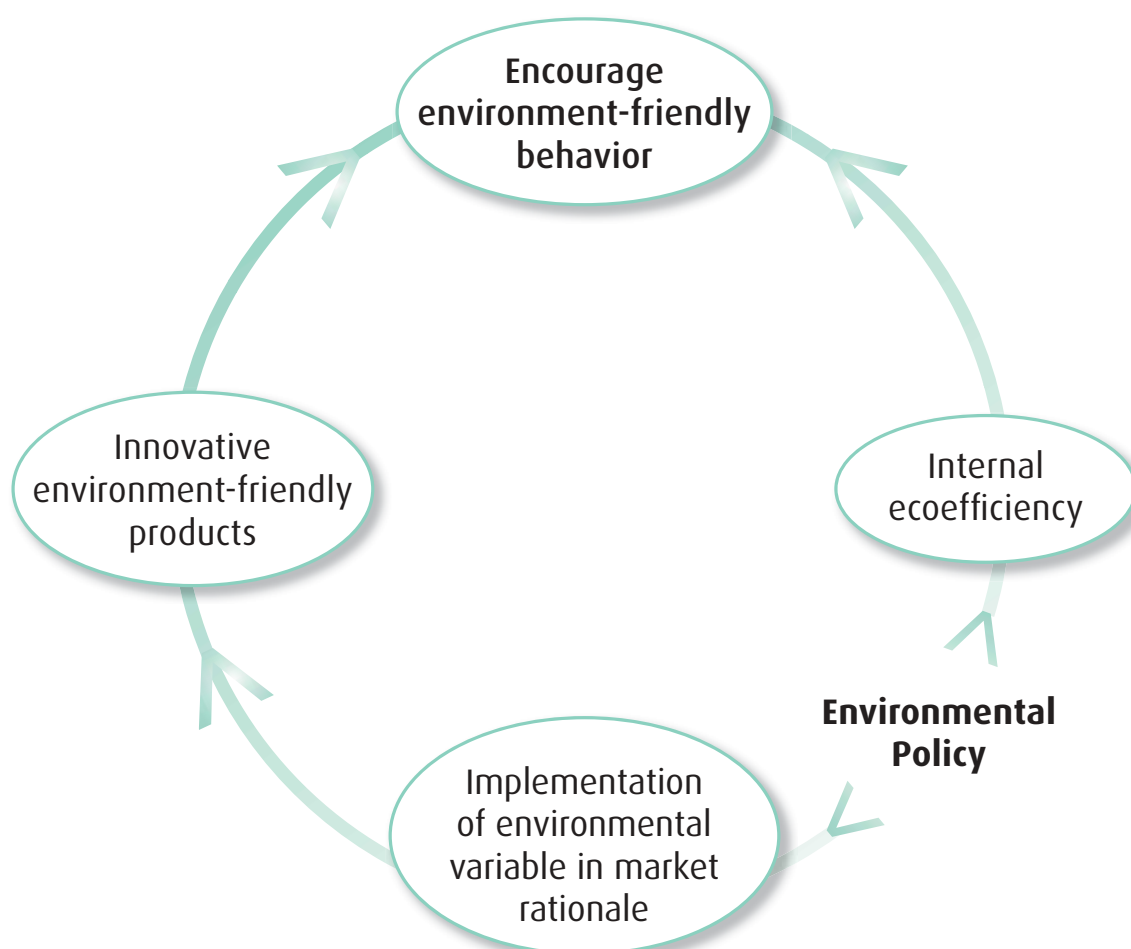 Encourage
environment-friendly
behavior
Innovative
environment-friendly
products
Internal
ecoefficiency
Environmental
Policy
Implementation
of environmental
variable in market
rationale